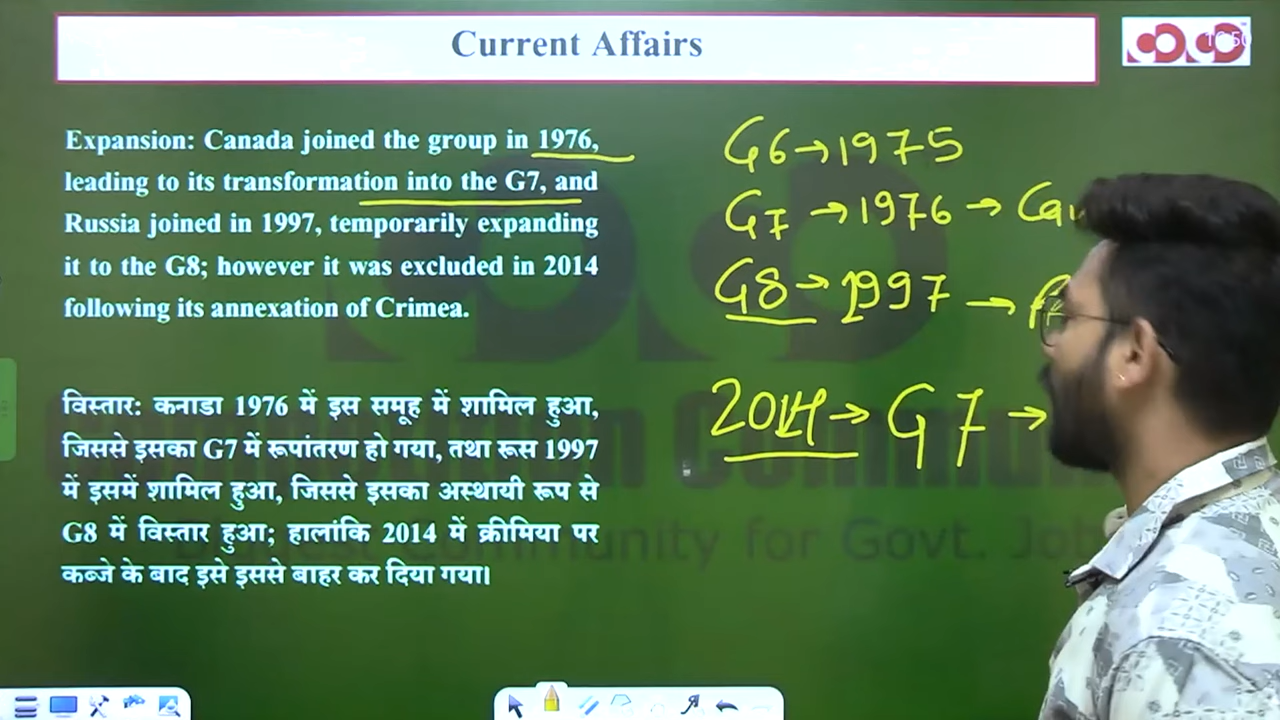 Current Affairs
Expansion: Canada joined the group in 1976,
leading to its transformation into the G7, and
Russia joined in 1997, temporarily expanding
it to the G8; however it was excluded in 2014
following its annexation of Crimea.
विस्तार: कनाडा 1976 में इस समूह में शामिल हुआ,
जिससे इसका G7 में रूपांतरण हो गया, तथा रूस 1997
में इसमें शामिल हुआ, जिससे इसका अस्थायी रूप से
G8 में विस्तार हुआ; हालांकि 2014 में क्रीमिया पर
कब्जे के बाद इसे इससे बाहर कर दिया गया।
G6→1975
G7 →1976 →
G8→1997 →
2014→ G7 →
Community for Govt.